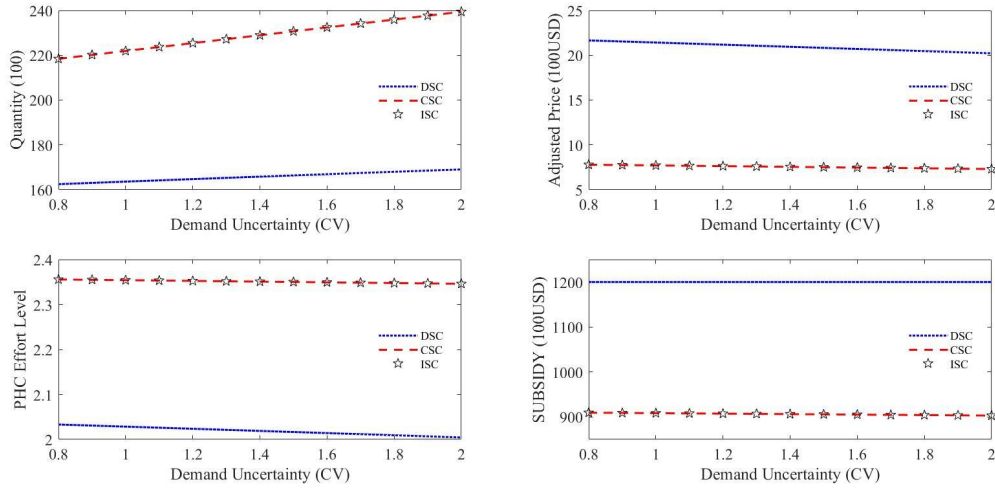 240
220
200
180
160
0.8 1 1.2 1.4 1.6 1.8 2
Quantity (100)
Demand Uncertainty (CV)
DSC
CSC
ISC
25
20
15
10
5
0.8 1 1.2 1.4 1.6 1.8 2
Adjusted Price (100USD)
Demand Uncertainty (CV)
DSC
CSC
ISC
2.4
2.3
2.2
2.1
2
0.8 1 1.2 1.4 1.6 1.8 2
PHC Effort Level
Demand Uncertainty (CV)
DSC
CSC
ISC
1200
1100
1000
900
0.8 1 1.2 1.4 1.6 1.8 2
SUBSIDY (100USD)
Demand Uncertainty (CV)
DSC
CSC
ISC